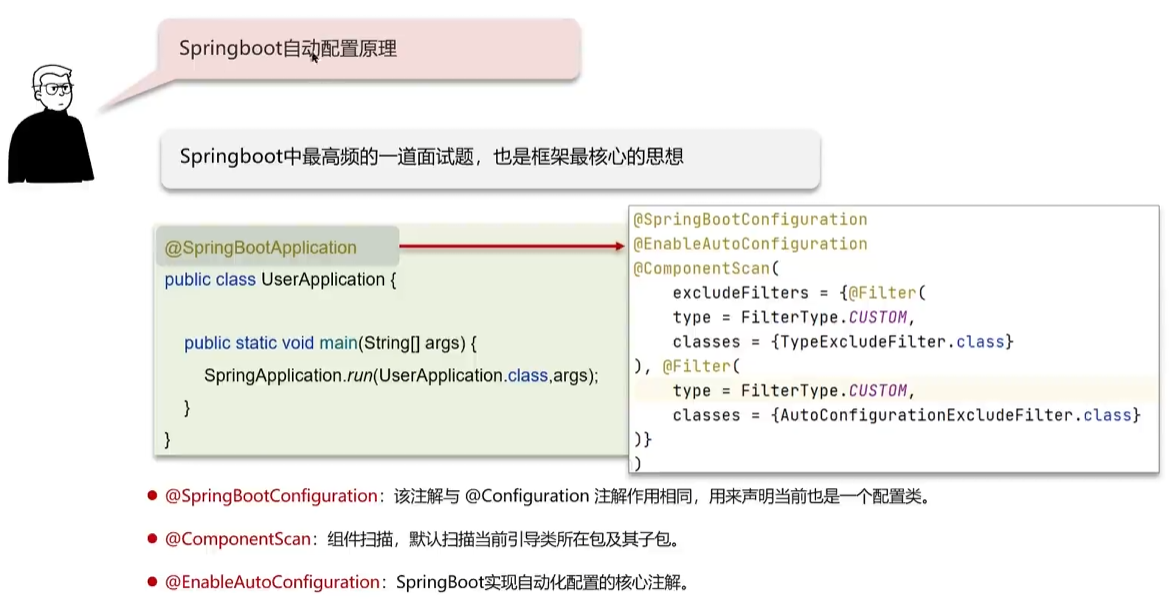 Springboot自动配置原理
Springboot中最高频的一道面试题，也是框架最核心的思想
@SpringBootApplication
public class UserApplication {
public static void main(String[] args) {
SpringApplication.run(UserApplication.class,args);
}
}
@SpringBootConfiguration
@EnableAutoConfiguration
@ComponentScan(
excludeFilters = {@Filter(
type = FilterType.CUSTOM,
classes = {TypeExcludeFilter.class}
), @Filter(
type = FilterType.CUSTOM,
classes = {AutoConfigurationExcludeFilter.class}
)}
)
@SpringBootConfiguration：该注解与 @Configuration 注解作用相同，用来声明当前也是一个配置类。
@ComponentScan：组件扫描，默认扫描当前引导类所在包及其子包。
@EnableAutoConfiguration：SpringBoot实现自动化配置的核心注解。